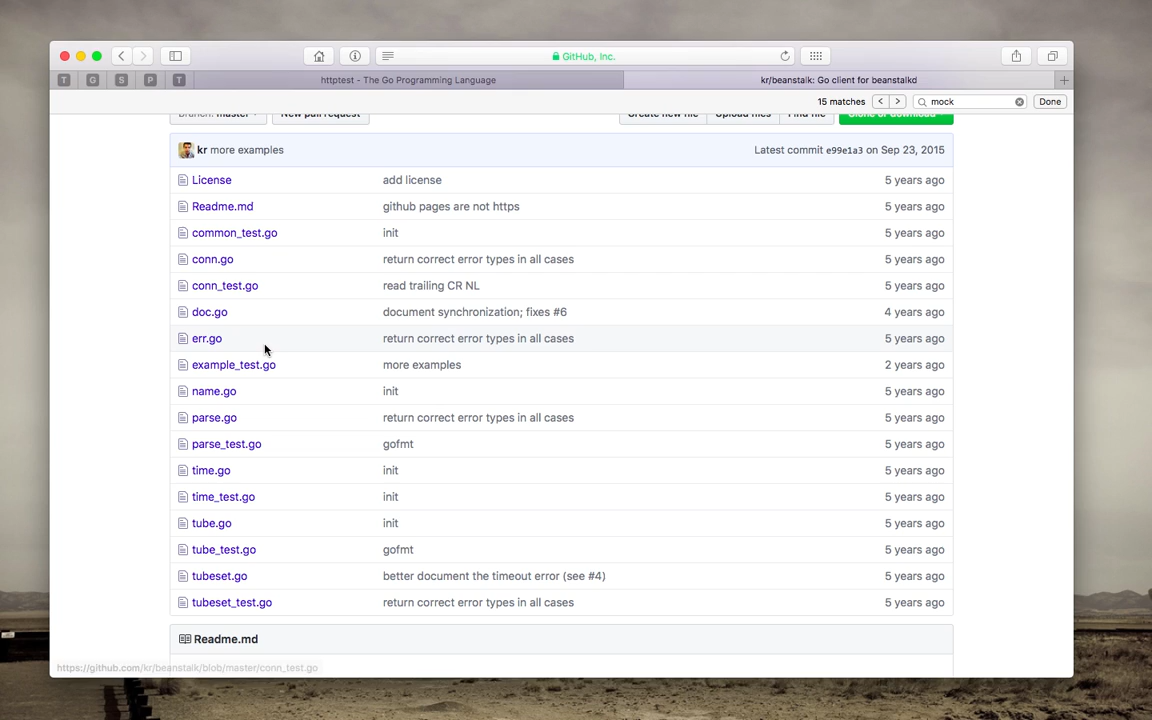 GitHub, Inc.
T G S P T httptest - The Go Programming Language kr/beanstalk: Go client for beanstalkd
15 matches mock Done
Branch: master New pull request Create new file Upload files Find file Clone or download
kr more examples Latest commit e99e1a3 on Sep 23, 2015
License add license 5 years ago
Readme.md github pages are not https 5 years ago
common_test.go init 5 years ago
conn.go return correct error types in all cases 5 years ago
conn_test.go read trailing CR NL 5 years ago
doc.go document synchronization; fixes #6 4 years ago
err.go return correct error types in all cases 5 years ago
example_test.go more examples 2 years ago
name.go init 5 years ago
parse.go return correct error types in all cases 5 years ago
parse_test.go gofmt 5 years ago
time.go init 5 years ago
time_test.go init 5 years ago
tube.go init 5 years ago
tube_test.go gofmt 5 years ago
tubeset.go better document the timeout error (see #4) 5 years ago
tubeset_test.go return correct error types in all cases 5 years ago
Readme.md
https://github.com/kr/beanstalk/blob/master/conn_test.go